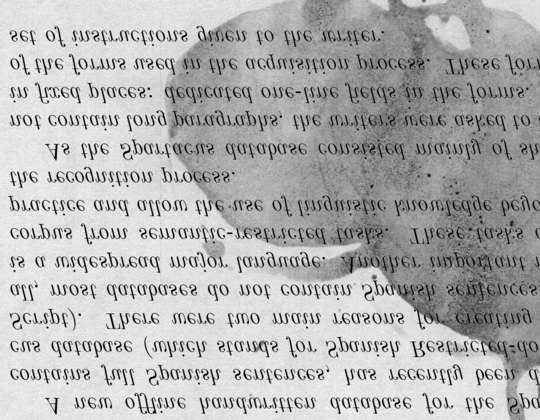 A new offline handwritten database for the Spa
contains full Spanish sentences, has recently been d
cus database (which stands for Spanish Restricted-do
Script). There were two main reasons for creating
all, most databases do not contain Spanish sentences,
is a widespread major language. Another important r
corpus from semantic-restricted tasks. These tasks a
practice and allow the use of linguistic knowledge beyo
the recognition process.
As the Spartacus database consisted mainly of sh
not contain long paragraphs, the writers were asked to c
in fixed places: dedicated one-line fields in the forms.
of the forms used in the acquisition process. These for
set of instructions given to the writer.